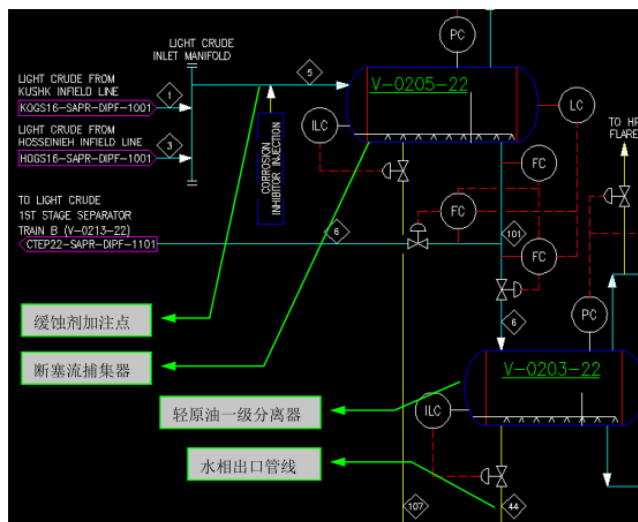 PC
LIGHT CRUDE
INLET MANIFOLD
LIGHT CRUDE FROM
KUSHK INFIELD LINE
KOGS16-SAPR-DIPF-1001
1
5
V-0205-22
LC
ILC
LIGHT CRUDE FROM
HOSSEINIEH INFIELD LINE
HOGS16-SAPR-DIPF-1001
3
CORROSION
INHIBITOR INJECTION
TO HP
FLARE
FC
TO LIGHT CRUDE
1ST STAGE SEPARATOR
TRAIN B (V-0213-22)
CTEP22-SAPR-DIPF-1101
6
FC
101
FC
缓蚀剂加注点
6
PC
断塞流捕集器
V-0203-22
轻原油一级分离器
ILC
水相出口管线
107
44